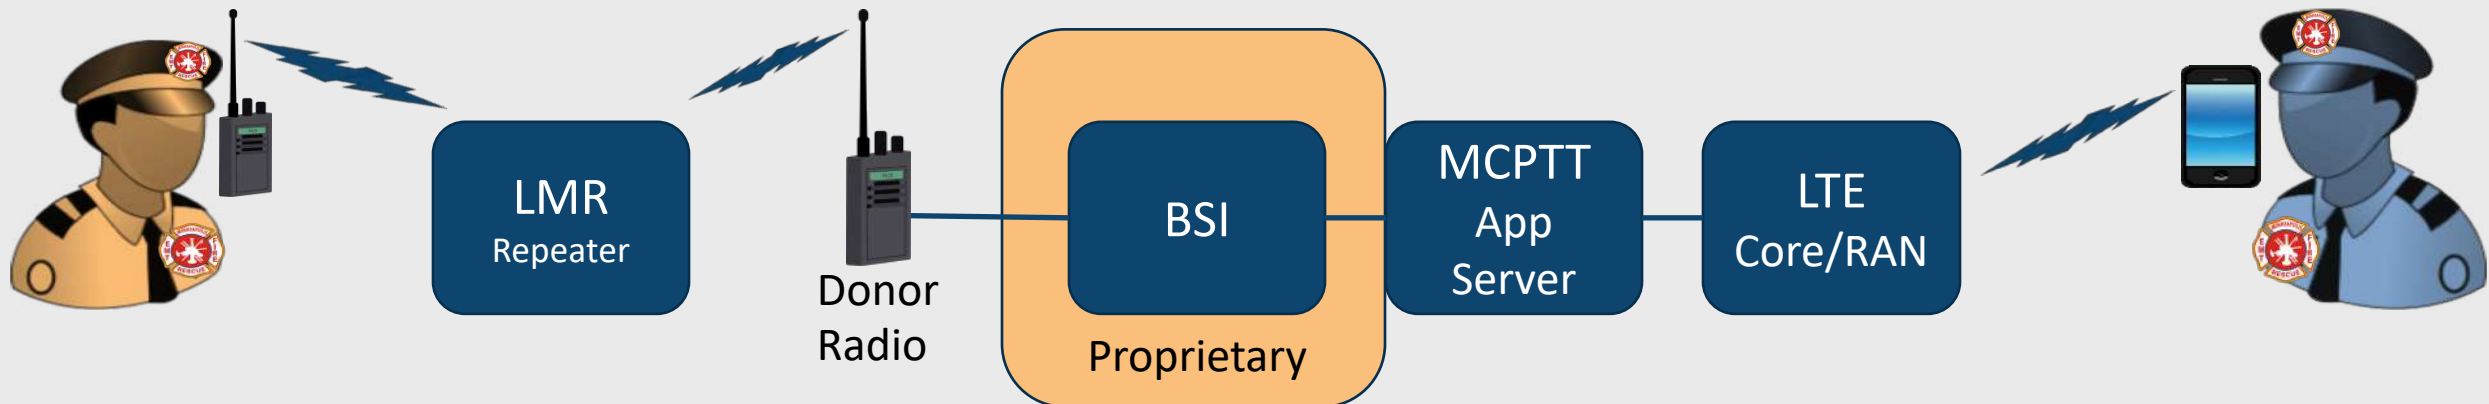 LMR
Repeater
Donor
Radio
BSI
Proprietary
MCPTT
App
Server
LTE
Core/RAN